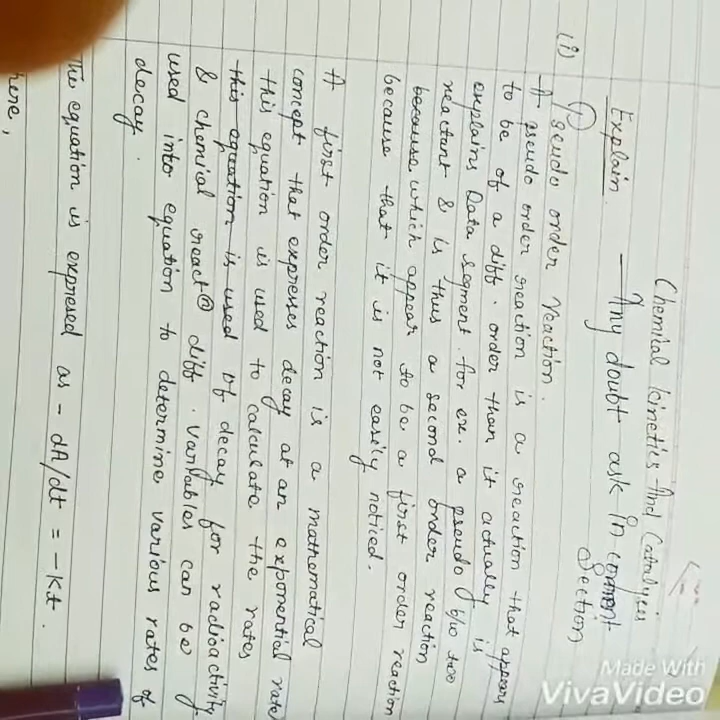 Chemical Kinetics And Catalysis
Explain. — Any doubt ask in comment
Section
(i) Pseudo order Reaction.
A pseudo order reaction is a reaction that appears
to be of a diff. order than it actually is
explains Data segment. for ex. a pseudo b/w two
reactant & is thus a second order reaction
because which appear to be a first order reaction
because that it is not easily noticed.
A first order reaction is a mathematical
concept that expresses decay at an exponential rate
this equation is used to calculate the rates
this equation is used of decay for radioactivity
& chemical react@ diff. variables can be
used into equation to determine various rates of
decay.
The equation is expressed as - dA/dt = -Kt.
here,
Made With
VivaVideo